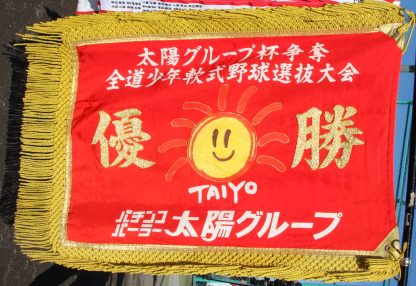 太陽グループ杯争奪
全道少年軟式野球選抜大会
優勝
TAIYO
パチンコ
パーラー太陽グループ